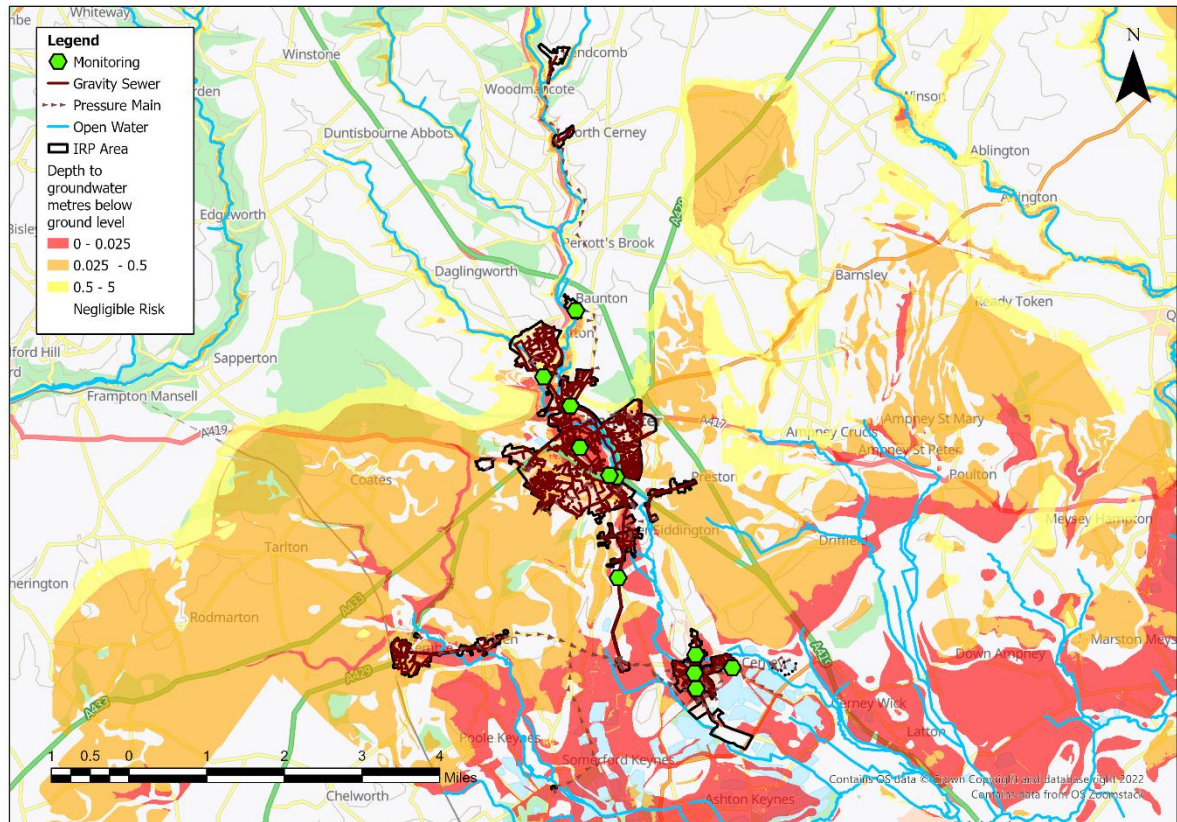 Legend
Monitoring
Gravity Sewer
Pressure Main
Open Water
IRP Area
Depth to
groundwater
metres below
ground level
0 - 0.025
0.025 - 0.5
0.5 - 5
Negligible Risk
N
Whiteway
Winstone
Woodmancote
Duntisbourne Abbots
Winson
Ablington
Arlington
Edgeworth
Perrott's Brook
Daglingworth
Barnsley
Ready Token
Baunton
Sapperton
Frampton Mansell
A419
A417
Ampney St Mary
Ampney Crucis
Ampney St Peter
Poulton
Preston
Coates
Meysey Hampton
Siddington
Tarlton
A433
Rodmarton
A429
Down Ampney
Cerney Wick
Latton
A419
A433
Poole Keynes
Somerford Keynes
Ashton Keynes
Chelworth
1 0.5 0 1 2 3 4
Miles
Contains OS data © Crown Copyright and database right 2022
Contains data from OS Zoomstack